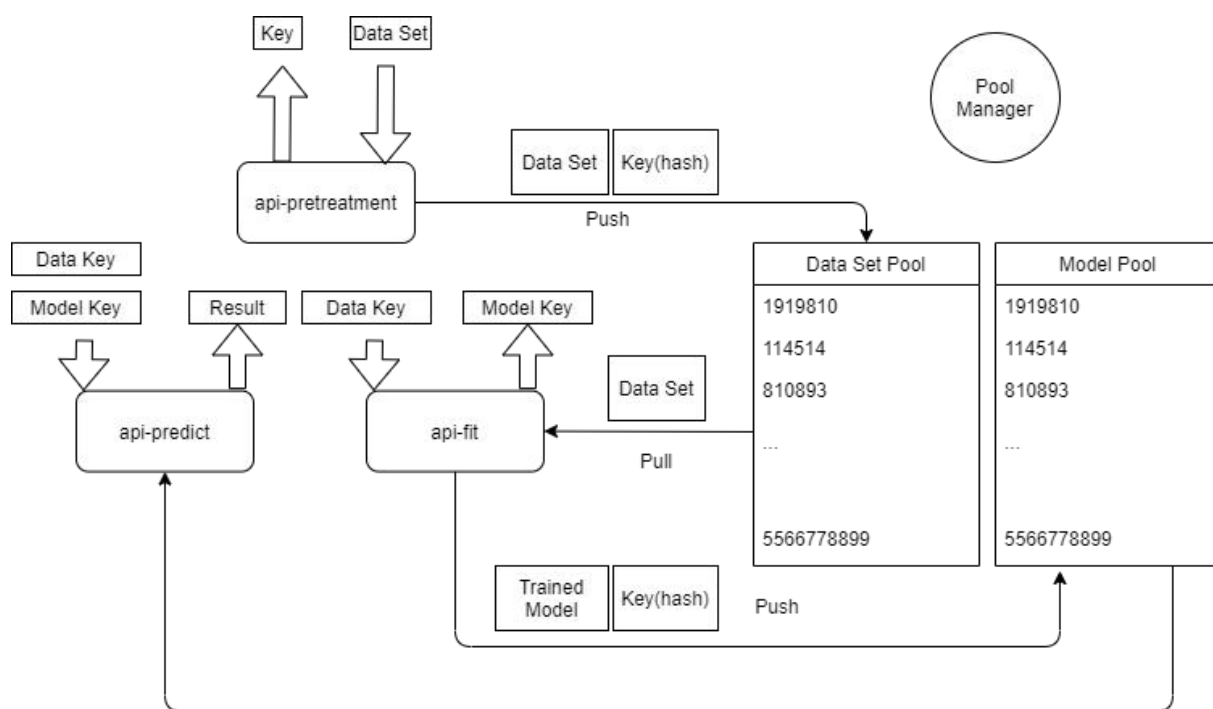 Key
Data Set
Pool
Manager
Data Set
Key(hash)
api-pretreatment
Push
Data Key
Data Set Pool
Model Pool
Model Key
Result
Data Key
Model Key
1919810
1919810
114514
114514
Data Set
810893
810893
api-predict
api-fit
...
...
Pull
5566778899
5566778899
Trained
Model
Key(hash)
Push